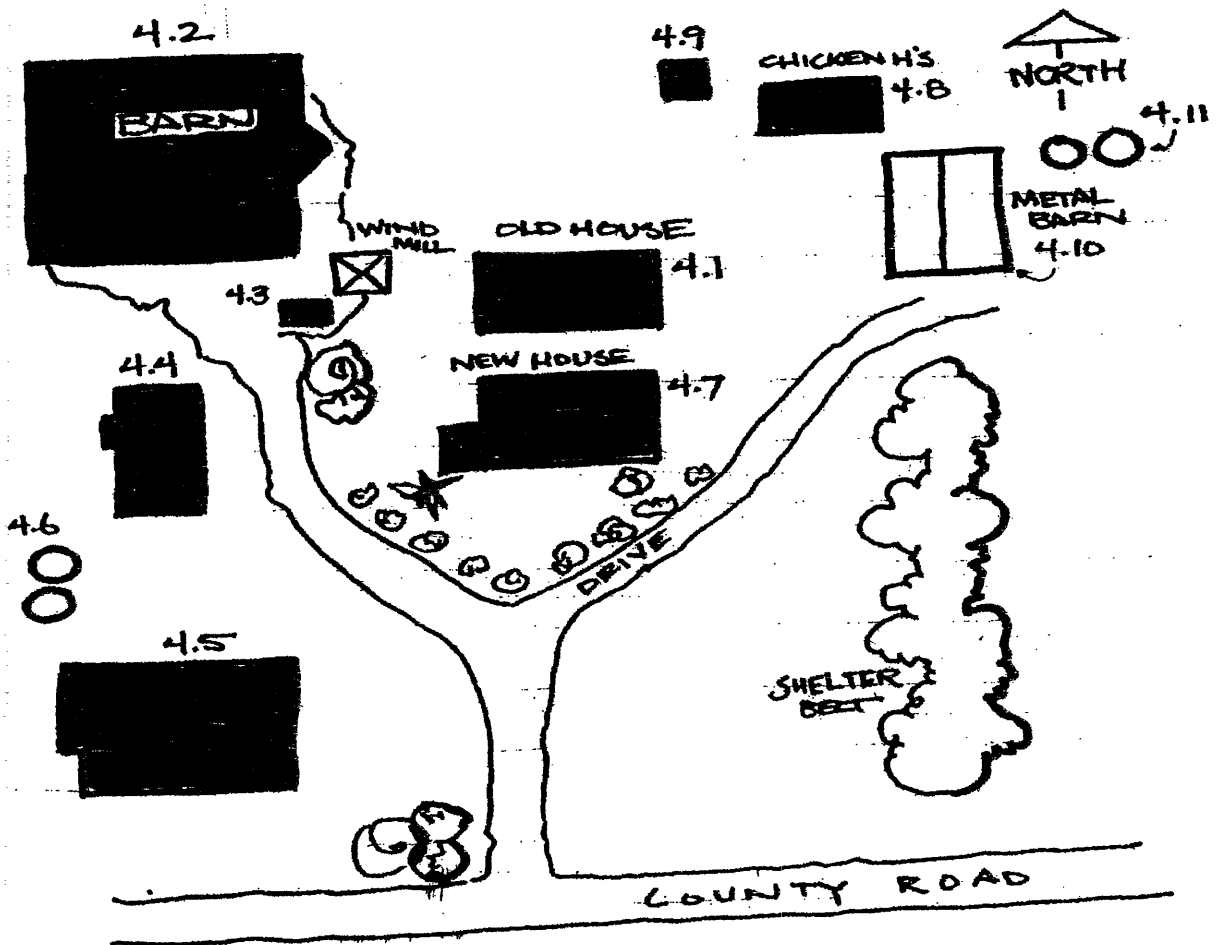 4.2
BARN
4.9
CHICKEN H'S
4.8
NORTH
4.11
METAL
BARN
4.10
WIND
MILL
OLD HOUSE
4.1
4.3
NEW HOUSE
4.7
4.4
4.6
DRIVE
4.5
SHELTER
BELT
COUNTY ROAD